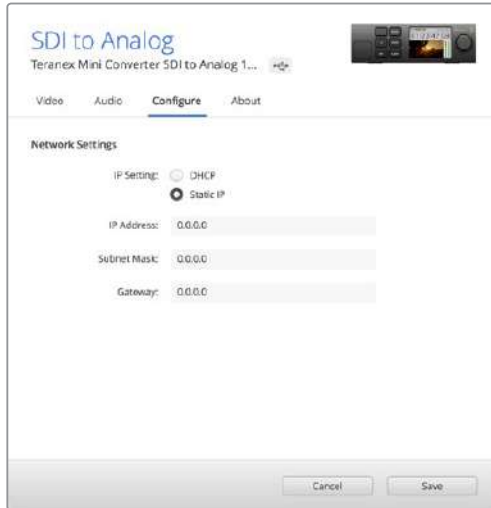 SDI to Analog
Teranex Mini Converter SDI to Analog 1...
Video Audio Configure About
Network Settings
IP Setting: DHCP
Static IP
IP Address: 0.0.0.0
Subnet Mask: 0.0.0.0
Gateway: 0.0.0.0
Cancel Save